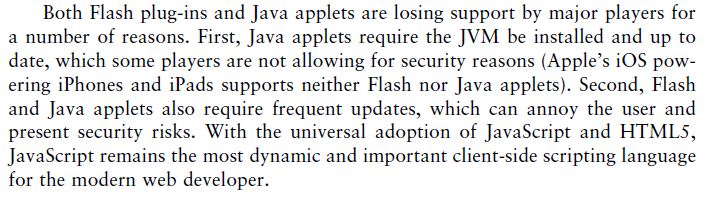 Both Flash plug-ins and Java applets are losing support by major players for
a number of reasons. First, Java applets require the JVM be installed and up to
date, which some players are not allowing for security reasons (Apple's iOS pow-
ering iPhones and iPads supports neither Flash nor Java applets). Second, Flash
and Java applets also require frequent updates, which can annoy the user and
present security risks. With the universal adoption of JavaScript and HTML5,
JavaScript remains the most dynamic and important client-side scripting language
for the modern web developer.